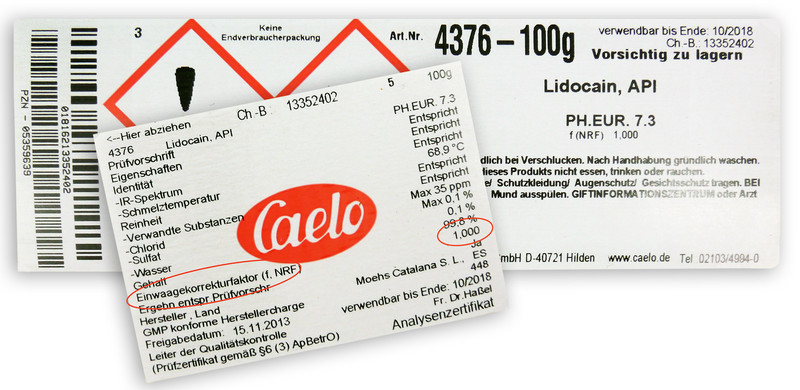 3
Keine
Endverbraucherpackung
Art.Nr. 4376 – 100g
verwendbar bis Ende: 10/2018
Ch.-B.: 13352402
Vorsichtig zu lagern
Lidocain, API
PH.EUR. 7.3
f (NRF) 1,000
dlich bei Verschlucken. Nach Handhabung gründlich waschen.
dieses Produkts nicht essen, trinken oder rauchen.
/ Schutzkleidung/ Augenschutz/ Gesichtsschutz tragen. BEI
Mund ausspülen. GIFTINFORMATIONSZENTRUM oder Arzt
mbH D-40721 Hilden www.caelo.de Tel. 02103/4994-0
PZN - 05359639
01816213352402
<--Hier abziehen Ch.-B.: 13352402 5 100g
4376 Lidocain, API
Prüfvorschrift PH.EUR. 7.3
Eigenschaften Entspricht
Identität
-IR-Spektrum Entspricht
-Schmelztemperatur 68,9 °C
Reinheit Entspricht
-Verwandte Substanzen Entspricht
-Chlorid Max 35 ppm
-Sulfat Max 0,1 %
-Wasser 0,1 %
Gehalt 99,8 %
Einwaagekorrekturfaktor (f. NRF) 1,000
Ergebn.entspr.Prüfvorschr Ja
Hersteller , Land Moehs Catalana S. L., ES
GMP konforme Herstellercharge 448
Freigabedatum: 15.11.2013 verwendbar bis Ende: 10/2018
Leiter der Qualitätskontrolle Fr. Dr.Haßel
(Prüfzertifikat gemäß §6 (3) ApBetrO) Analysenzertifikat
Caelo